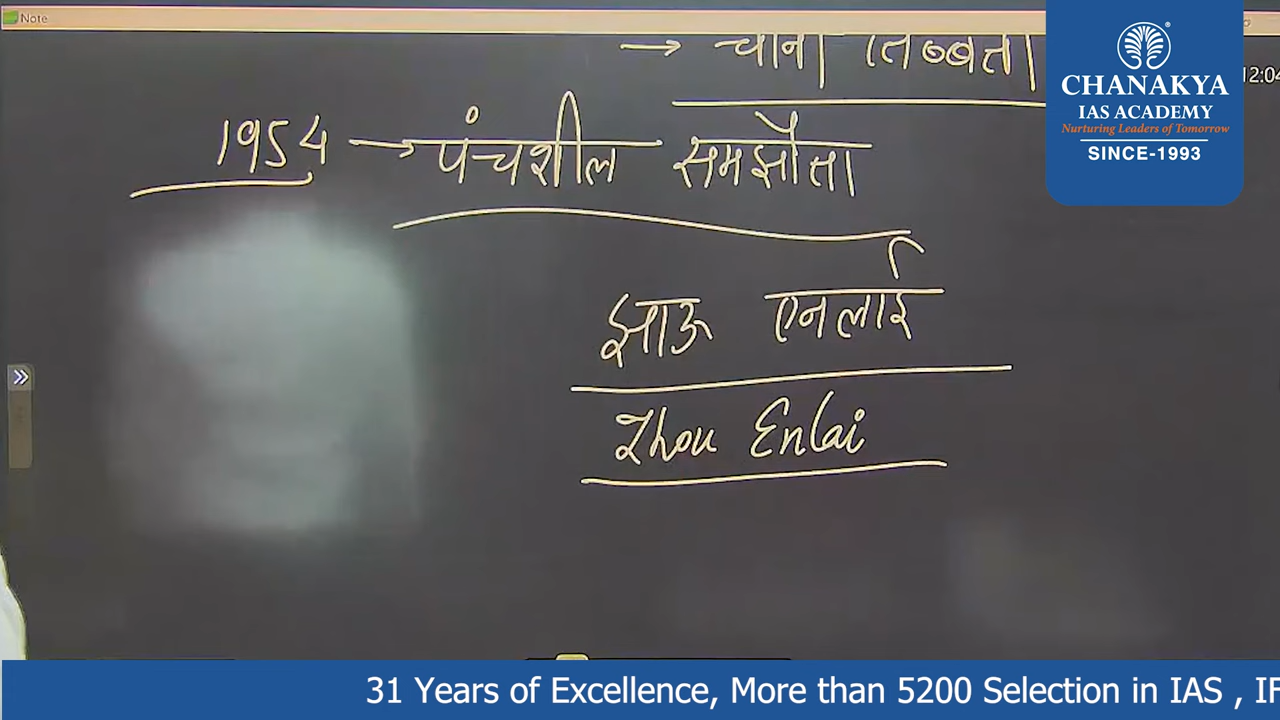 Note
→ चीनी तिब्बती
12:04
CHANAKYA
IAS ACADEMY
Nurturing Leaders of Tomorrow
SINCE-1993
1954 → पंचशील समझौता
झाऊ एनलाई
Zhou Enlai
31 Years of Excellence, More than 5200 Selection in IAS , IF